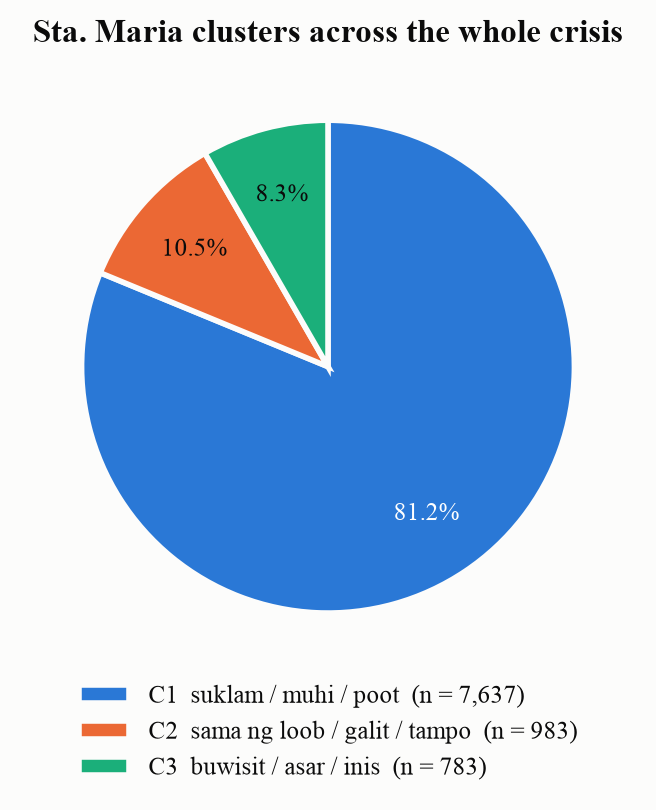 Sta. Maria clusters across the whole crisis
8.3%
10.5%
81.2%
C1 suklam / muhi / poot (n = 7,637)
C2 sama ng loob / galit / tampo (n = 983)
C3 buwisit / asar / inis (n = 783)